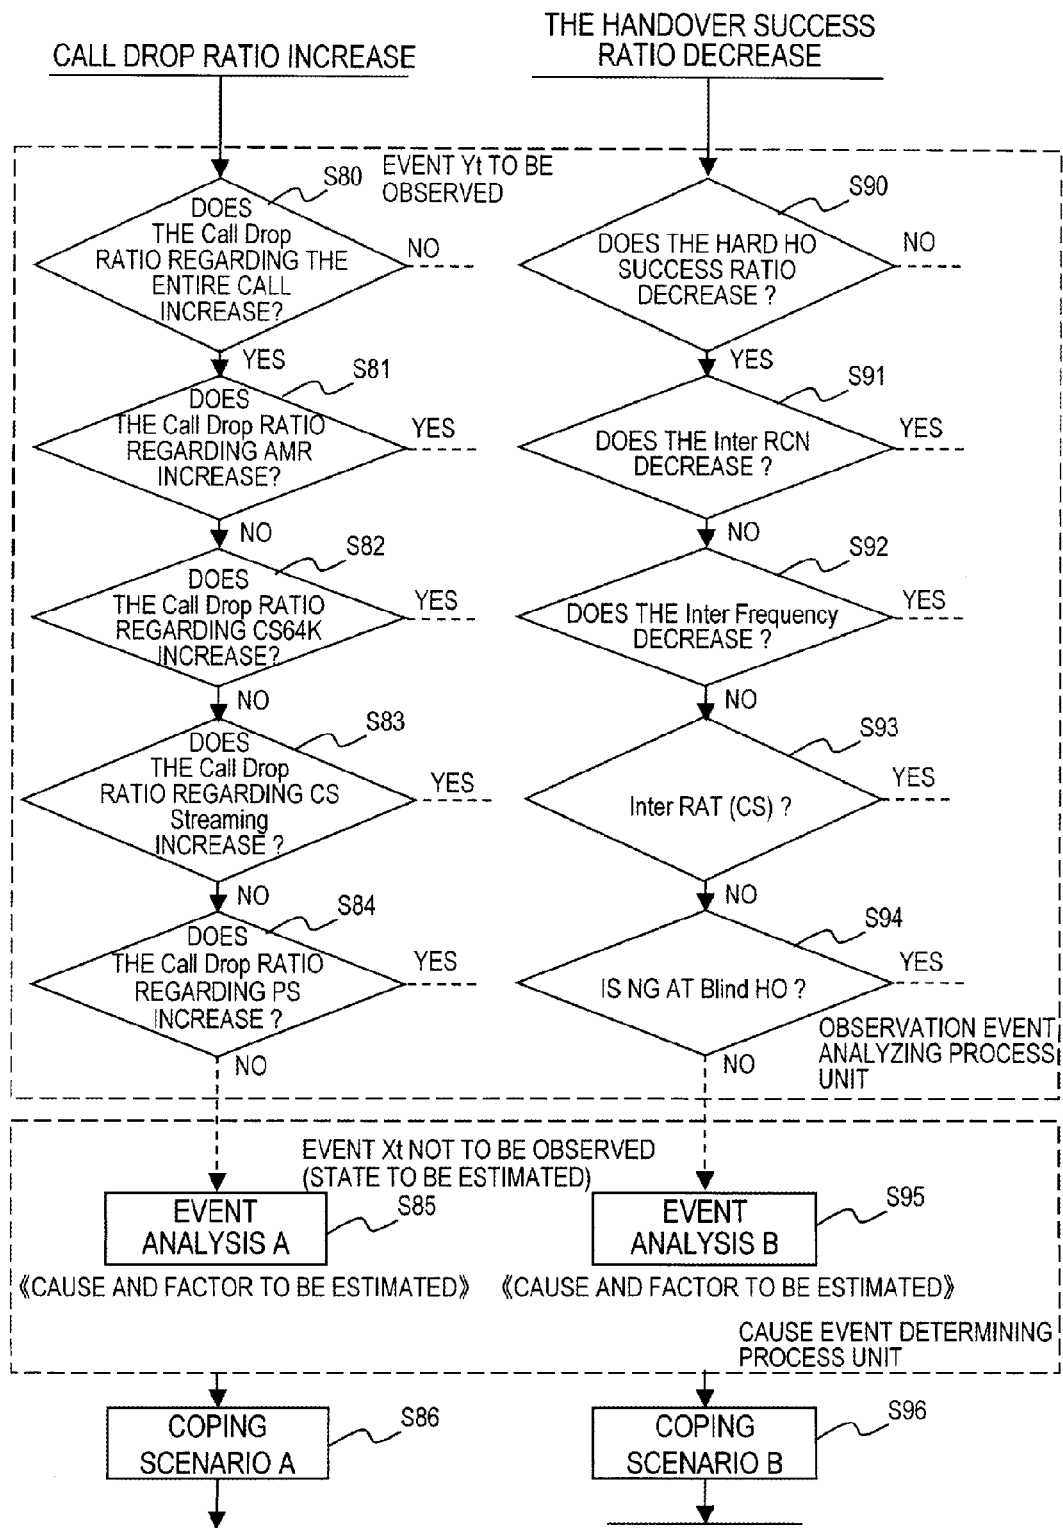 CALL DROP RATIO INCREASE
THE HANDOVER SUCCESS
RATIO DECREASE
EVENT Yt TO BE
OBSERVED
S80
DOES
THE Call Drop
RATIO REGARDING THE
ENTIRE CALL
INCREASE?
NO
YES
S81
DOES
THE Call Drop RATIO
REGARDING AMR
INCREASE?
YES
NO
S82
DOES
THE Call Drop RATIO
REGARDING CS64K
INCREASE?
YES
NO
S83
DOES
THE Call Drop
RATIO REGARDING CS
Streaming
INCREASE ?
YES
NO
S84
DOES
THE Call Drop RATIO
REGARDING PS
INCREASE ?
YES
NO
S90
DOES THE HARD HO
SUCCESS RATIO
DECREASE ?
NO
YES
S91
DOES THE Inter RCN
DECREASE ?
YES
NO
S92
DOES THE Inter Frequency
DECREASE ?
YES
NO
S93
Inter RAT (CS) ?
YES
NO
S94
IS NG AT Blind HO ?
YES
NO
OBSERVATION EVENT
ANALYZING PROCESS
UNIT
EVENT Xt NOT TO BE OBSERVED
(STATE TO BE ESTIMATED)
EVENT
ANALYSIS A
S85
《CAUSE AND FACTOR TO BE ESTIMATED》
EVENT
ANALYSIS B
S95
《CAUSE AND FACTOR TO BE ESTIMATED》
CAUSE EVENT DETERMINING
PROCESS UNIT
COPING
SCENARIO A
S86
COPING
SCENARIO B
S96